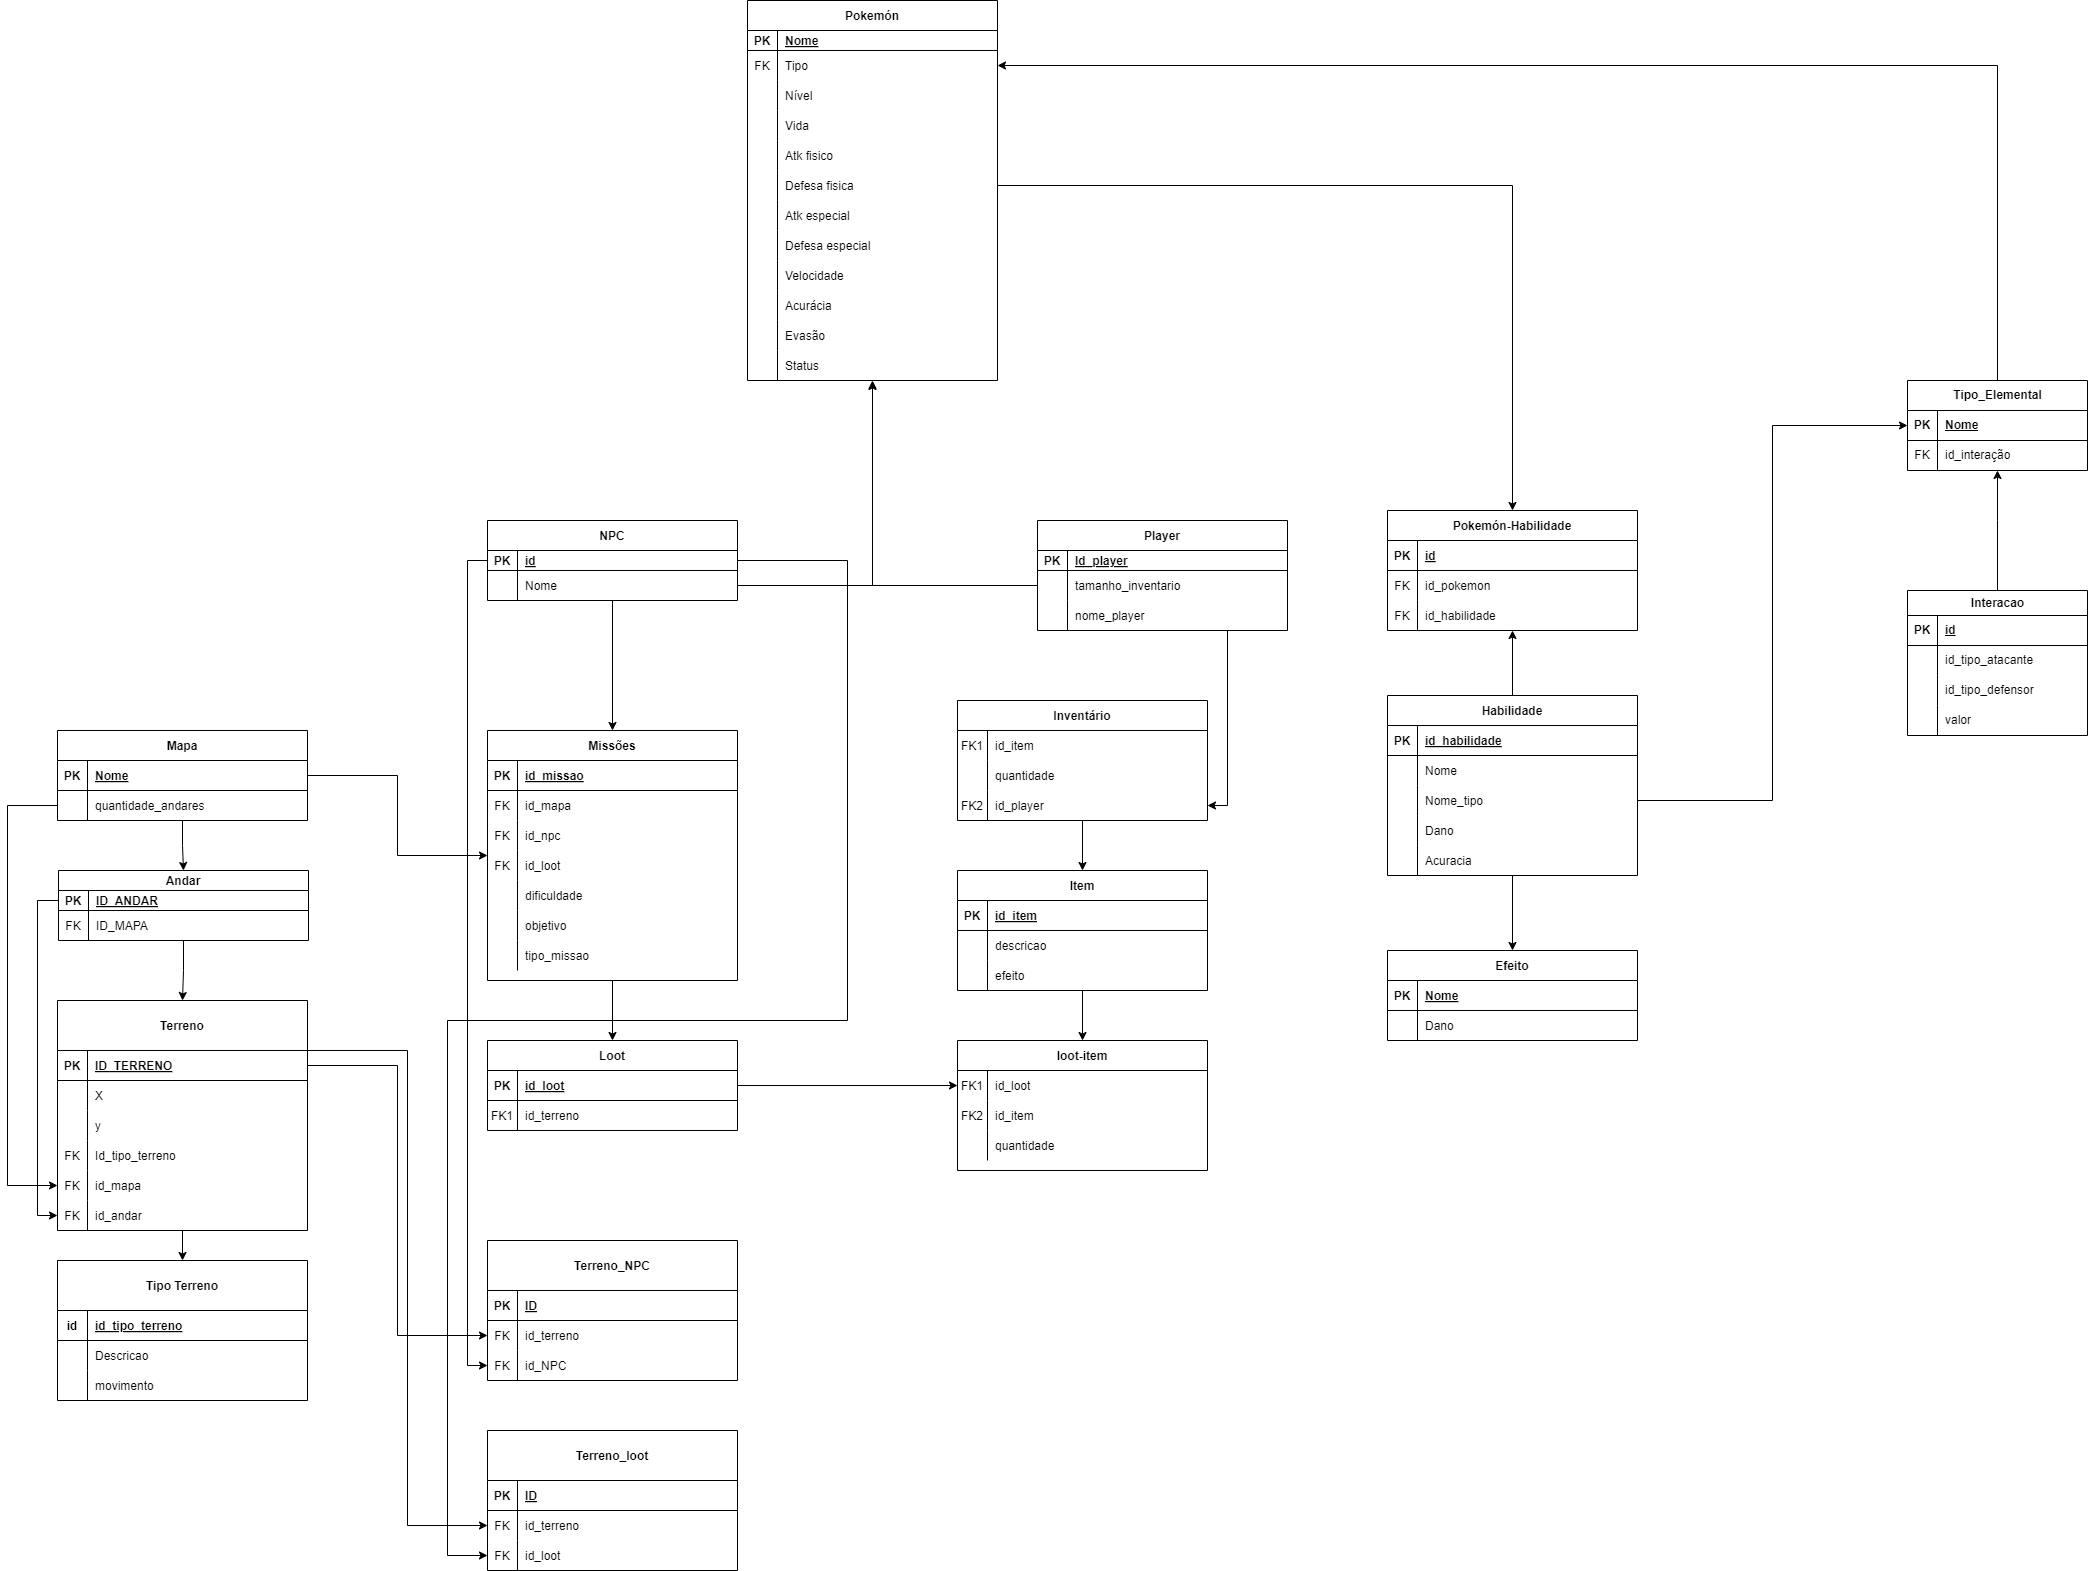 Pokemón
PK Nome
FK Tipo
Nível
Vida
Atk fisico
Defesa fisica
Atk especial
Defesa especial
Velocidade
Acurácia
Evasão
Status
Tipo_Elemental
PK Nome
FK id_interação
NPC
PK id
Nome
Player
PK Id_player
tamanho_inventario
nome_player
Pokemón-Habilidade
PK id
FK id_pokemon
FK id_habilidade
Interacao
PK id
id_tipo_atacante
id_tipo_defensor
valor
Mapa
PK Nome
quantidade_andares
Missões
PK id_missao
FK id_mapa
FK id_npc
FK id_loot
dificuldade
objetivo
tipo_missao
Inventário
FK1 id_item
quantidade
FK2 id_player
Habilidade
PK id_habilidade
Nome
Nome_tipo
Dano
Acuracia
Andar
PK ID_ANDAR
FK ID_MAPA
Item
PK id_item
descricao
efeito
Efeito
PK Nome
Dano
Terreno
PK ID_TERRENO
X
y
FK Id_tipo_terreno
FK id_mapa
FK id_andar
Loot
PK id_loot
FK1 id_terreno
loot-item
FK1 id_loot
FK2 id_item
quantidade
Tipo Terreno
id id_tipo_terreno
Descricao
movimento
Terreno_NPC
PK ID
FK id_terreno
FK id_NPC
Terreno_loot
PK ID
FK id_terreno
FK id_loot